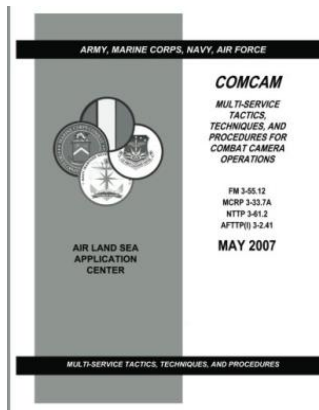 ARMY, MARINE CORPS, NAVY, AIR FORCE
COMCAM
MULTI-SERVICE
TACTICS,
TECHNIQUES, AND
PROCEDURES FOR
COMBAT CAMERA
OPERATIONS
FM 3-55.12
MCRP 3-33.7A
NTTP 3-61.2
AFTTP(I) 3-2.41
MAY 2007
AIR LAND SEA
APPLICATION
CENTER
MULTI-SERVICE TACTICS, TECHNIQUES, AND PROCEDURES